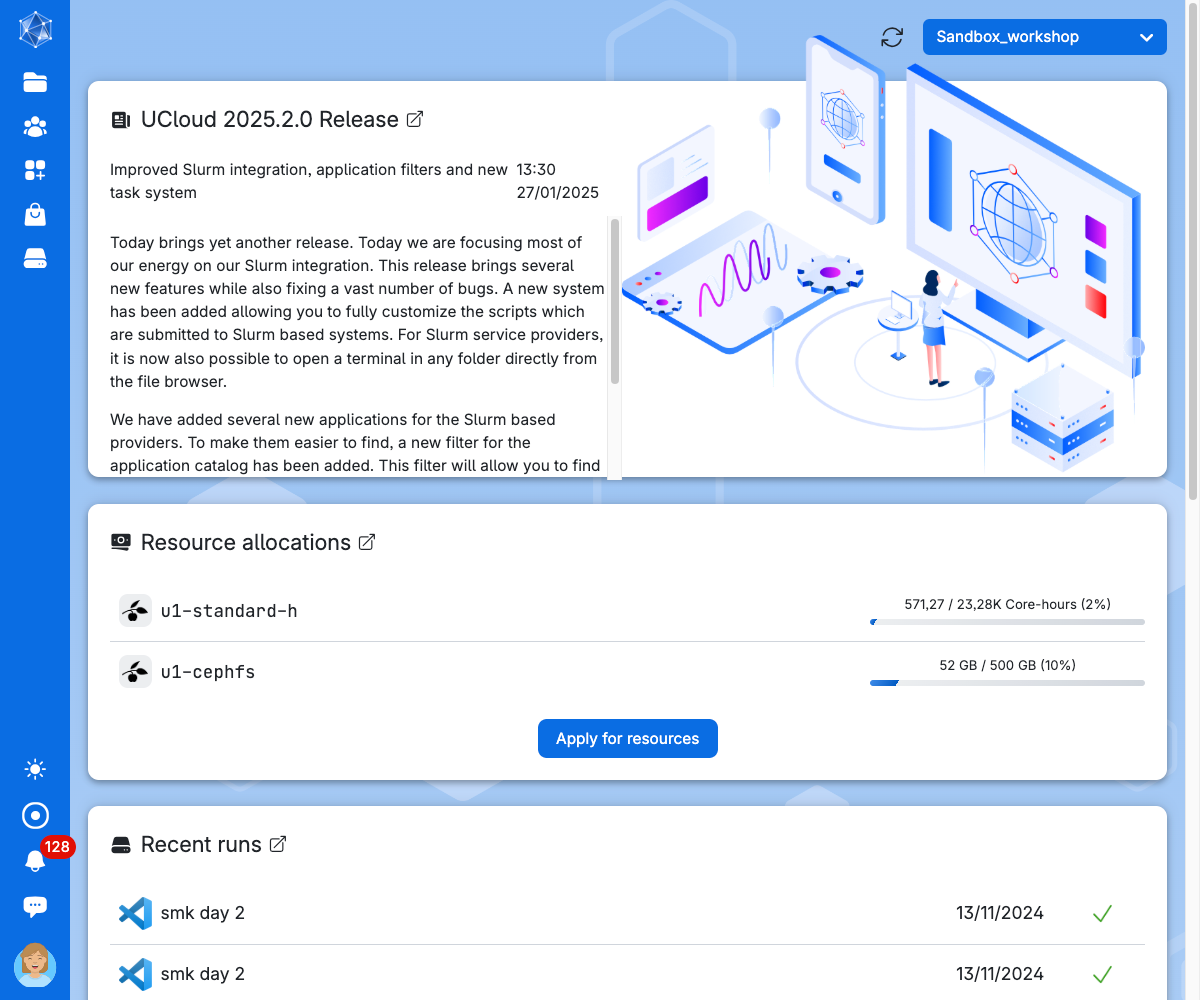 Sandbox_workshop
UCloud 2025.2.0 Release
Improved Slurm integration, application filters and new 13:30
task system 27/01/2025
Today brings yet another release. Today we are focusing most of
our energy on our Slurm integration. This release brings several
new features while also fixing a vast number of bugs. A new system
has been added allowing you to fully customize the scripts which
are submitted to Slurm based systems. For Slurm service providers,
it is now also possible to open a terminal in any folder directly from
the file browser.
We have added several new applications for the Slurm based
providers. To make them easier to find, a new filter for the
application catalog has been added. This filter will allow you to find
Resource allocations
u1-standard-h 571,27 / 23,28K Core-hours (2%)
u1-cephfs 52 GB / 500 GB (10%)
Apply for resources
128
Recent runs
smk day 2 13/11/2024
smk day 2 13/11/2024